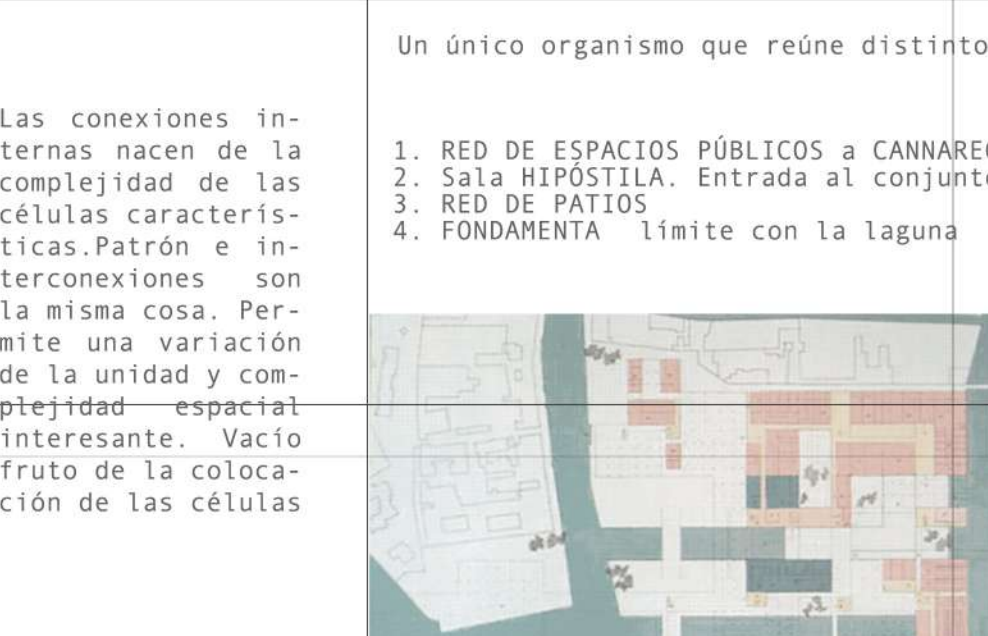 Las conexiones in-
ternas nacen de la
complejidad de las
células caracterís-
ticas.Patrón e in-
terconexiones son
la misma cosa. Per-
mite una variación
de la unidad y com-
plejidad espacial
interesante. Vacío
fruto de la coloca-
ción de las células
Un único organismo que reúne distinto
1. RED DE ESPACIOS PÚBLICOS a
2. Sala HIPÓSTILA. Entrada al conjunto
3. RED DE PATIOS
4. FONDAMENTA límite con la laguna